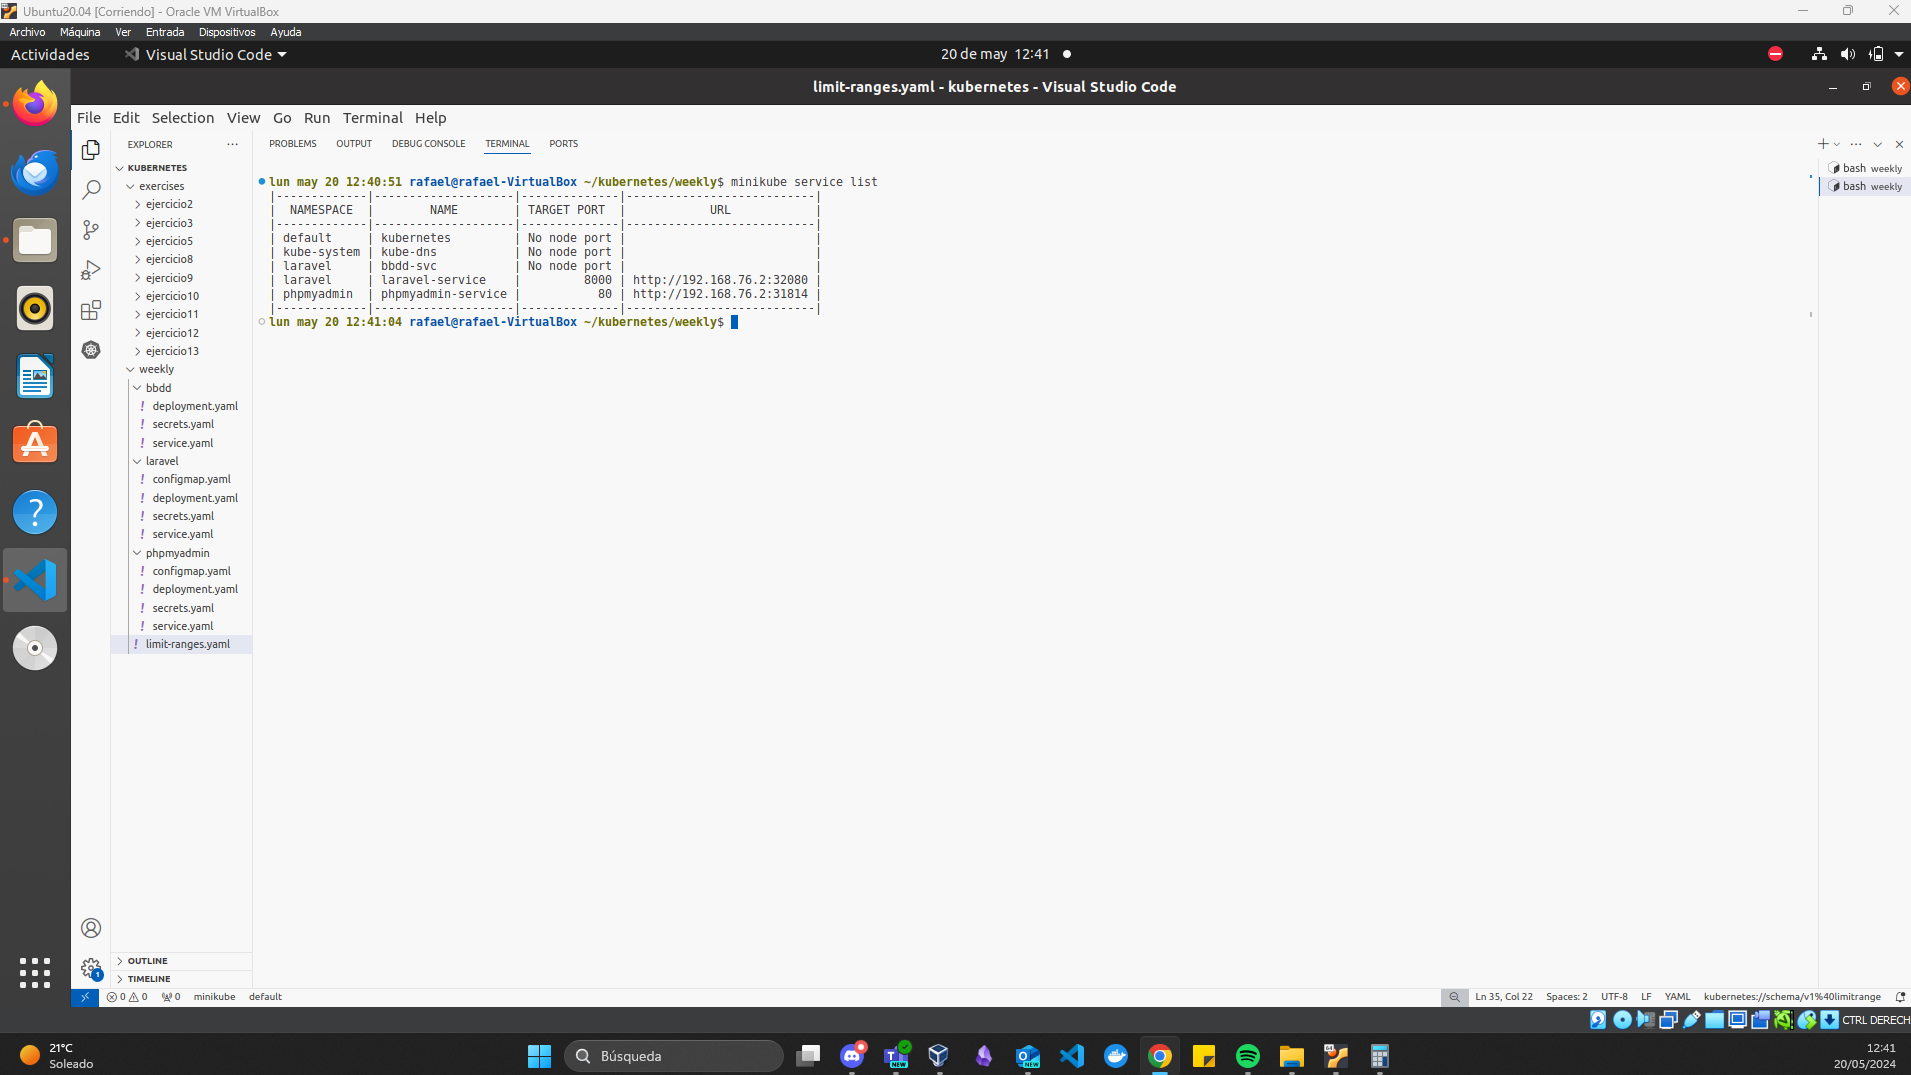 Ubuntu20.04 [Corriendo] - Oracle VM VirtualBox
Archivo Máquina Ver Entrada Dispositivos Ayuda
Actividades Visual Studio Code 20 de may 12:41
limit-ranges.yaml - kubernetes - Visual Studio Code
File Edit Selection View Go Run Terminal Help
EXPLORER
KUBERNETES
exercises
ejercicio2
ejercicio3
ejercicio5
ejercicio8
ejercicio9
ejercicio10
ejercicio11
ejercicio12
ejercicio13
weekly
bbdd
! deployment.yaml
! secrets.yaml
! service.yaml
laravel
! configmap.yaml
! deployment.yaml
! secrets.yaml
! service.yaml
phpmyadmin
! configmap.yaml
! deployment.yaml
! secrets.yaml
! service.yaml
! limit-ranges.yaml
OUTLINE
TIMELINE
PROBLEMS OUTPUT DEBUG CONSOLE TERMINAL PORTS
lun may 20 12:40:51 rafael@rafael-VirtualBox ~/kubernetes/weekly$ minikube service list
|-------------|--------------------|--------------|---------------------------|
| NAMESPACE | NAME | TARGET PORT | URL |
|-------------|--------------------|--------------|---------------------------|
| default | kubernetes | No node port | |
| kube-system | kube-dns | No node port | |
| laravel | bbdd-svc | No node port | |
| laravel | laravel-service | 8000 | http://192.168.76.2:32080 |
| phpmyadmin | phpmyadmin-service | 80 | http://192.168.76.2:31814 |
|-------------|--------------------|--------------|---------------------------|
lun may 20 12:41:04 rafael@rafael-VirtualBox ~/kubernetes/weekly$
bash weekly
bash weekly
1
0 0 0 minikube default Ln 35, Col 22 Spaces: 2 UTF-8 LF YAML kubernetes://schema/v1%40limitrange
CTRL DERECH
21°C
Soleado
Búsqueda
NEW
NEW
12:41
20/05/2024